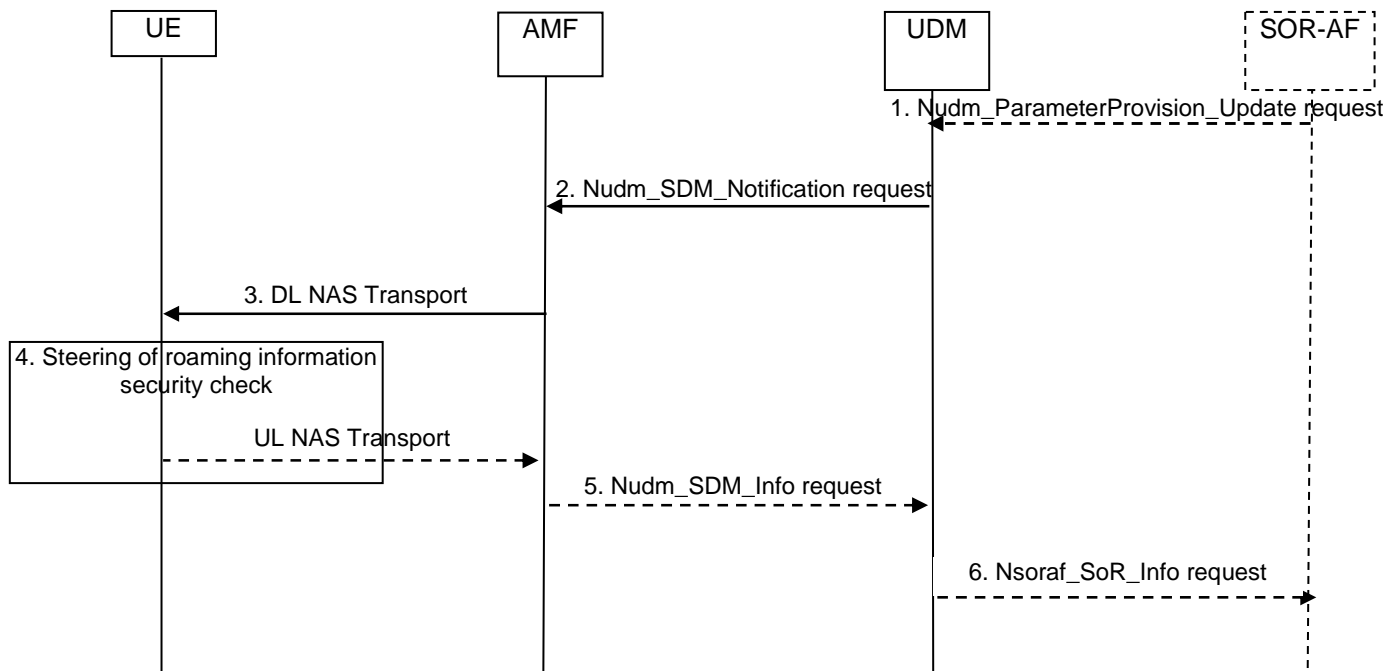 UE
AMF
UDM
SOR-AF
1. Nudm_ParameterProvision_Update request
2. Nudm_SDM_Notification request
3. DL NAS Transport
4. Steering of roaming information
security check
UL NAS Transport
5. Nudm_SDM_Info request
6. Nsoraf_SoR_Info request